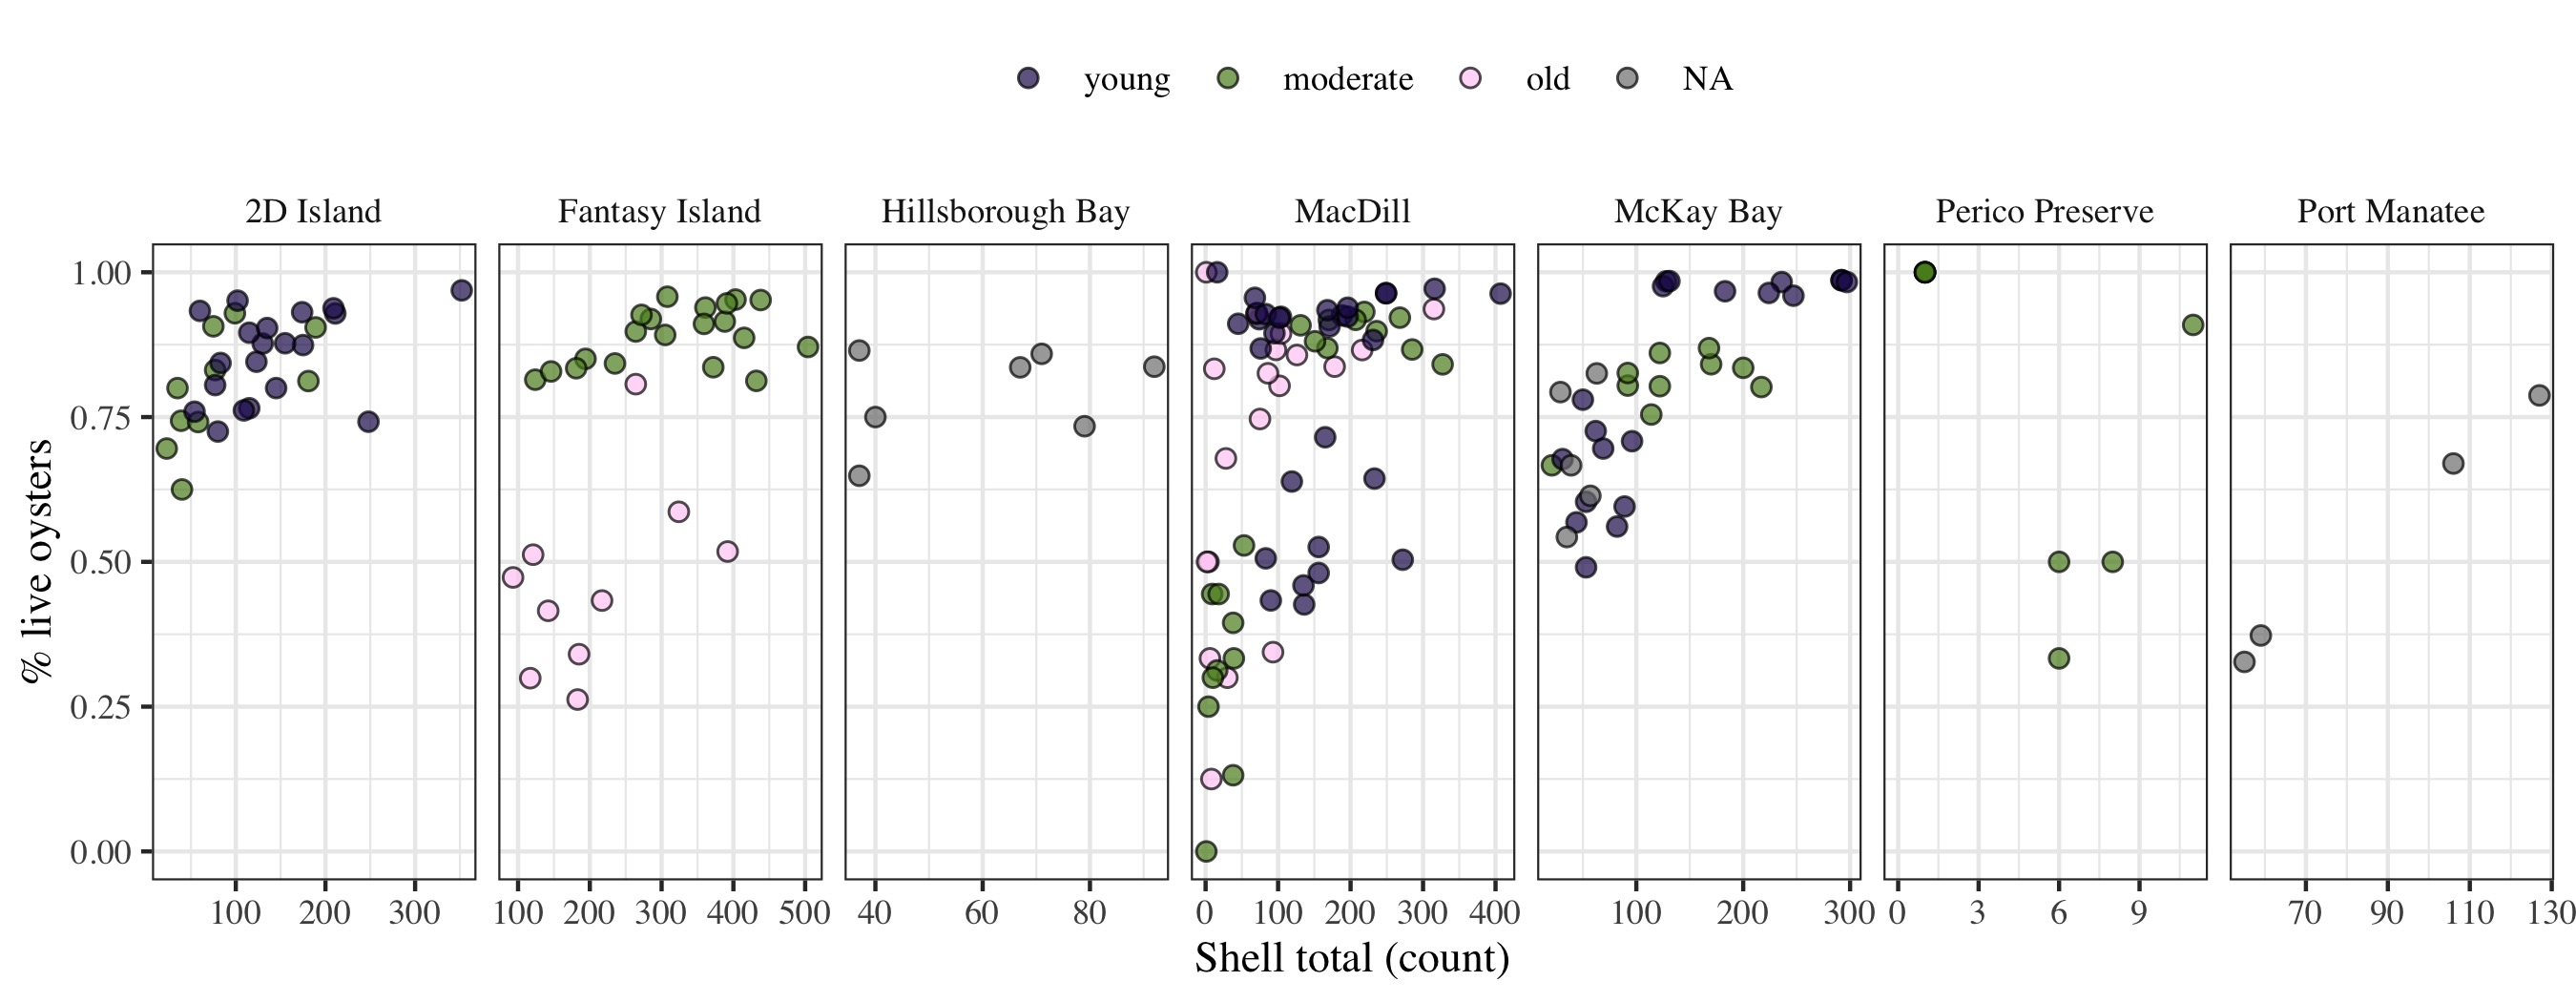 young moderate old NA
2D Island Fantasy Island Hillsborough Bay MacDill McKay Bay Perico Preserve Port Manatee
1.00
0.75
0.50
0.25
0.00
% live oysters
100 200 300 100 200 300 400 500 40 60 80 0 100 200 300 400 100 200 300 0 3 6 9 70 90 110 130
Shell total (count)